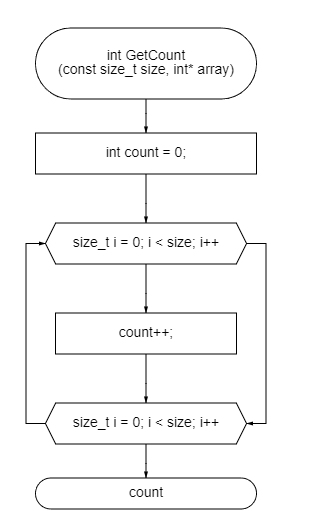 int GetCount
(const size_t size, int* array)
int count = 0;
size_t i = 0; i < size; i++
count++;
size_t i = 0; i < size; i++
count